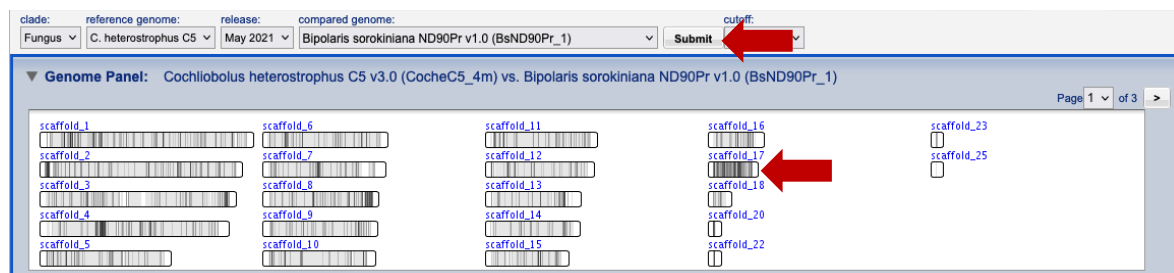 clade: reference genome: release: compared genome: cutoff:
Fungus C. heterostrophus C5 May 2021 Bipolaris sorokiniana ND90Pr v1.0 (BsND90Pr_1) Submit
Genome Panel: Cochliobolus heterostrophus C5 v3.0 (CocheC5_4m) vs. Bipolaris sorokiniana ND90Pr v1.0 (BsND90Pr_1)
Page 1 of 3 >
scaffold_1 scaffold_6 scaffold_11 scaffold_16 scaffold_23
scaffold_2 scaffold_7 scaffold_12 scaffold_17 scaffold_25
scaffold_3 scaffold_8 scaffold_13 scaffold_18
scaffold_4 scaffold_9 scaffold_14 scaffold_20
scaffold_5 scaffold_10 scaffold_15 scaffold_22